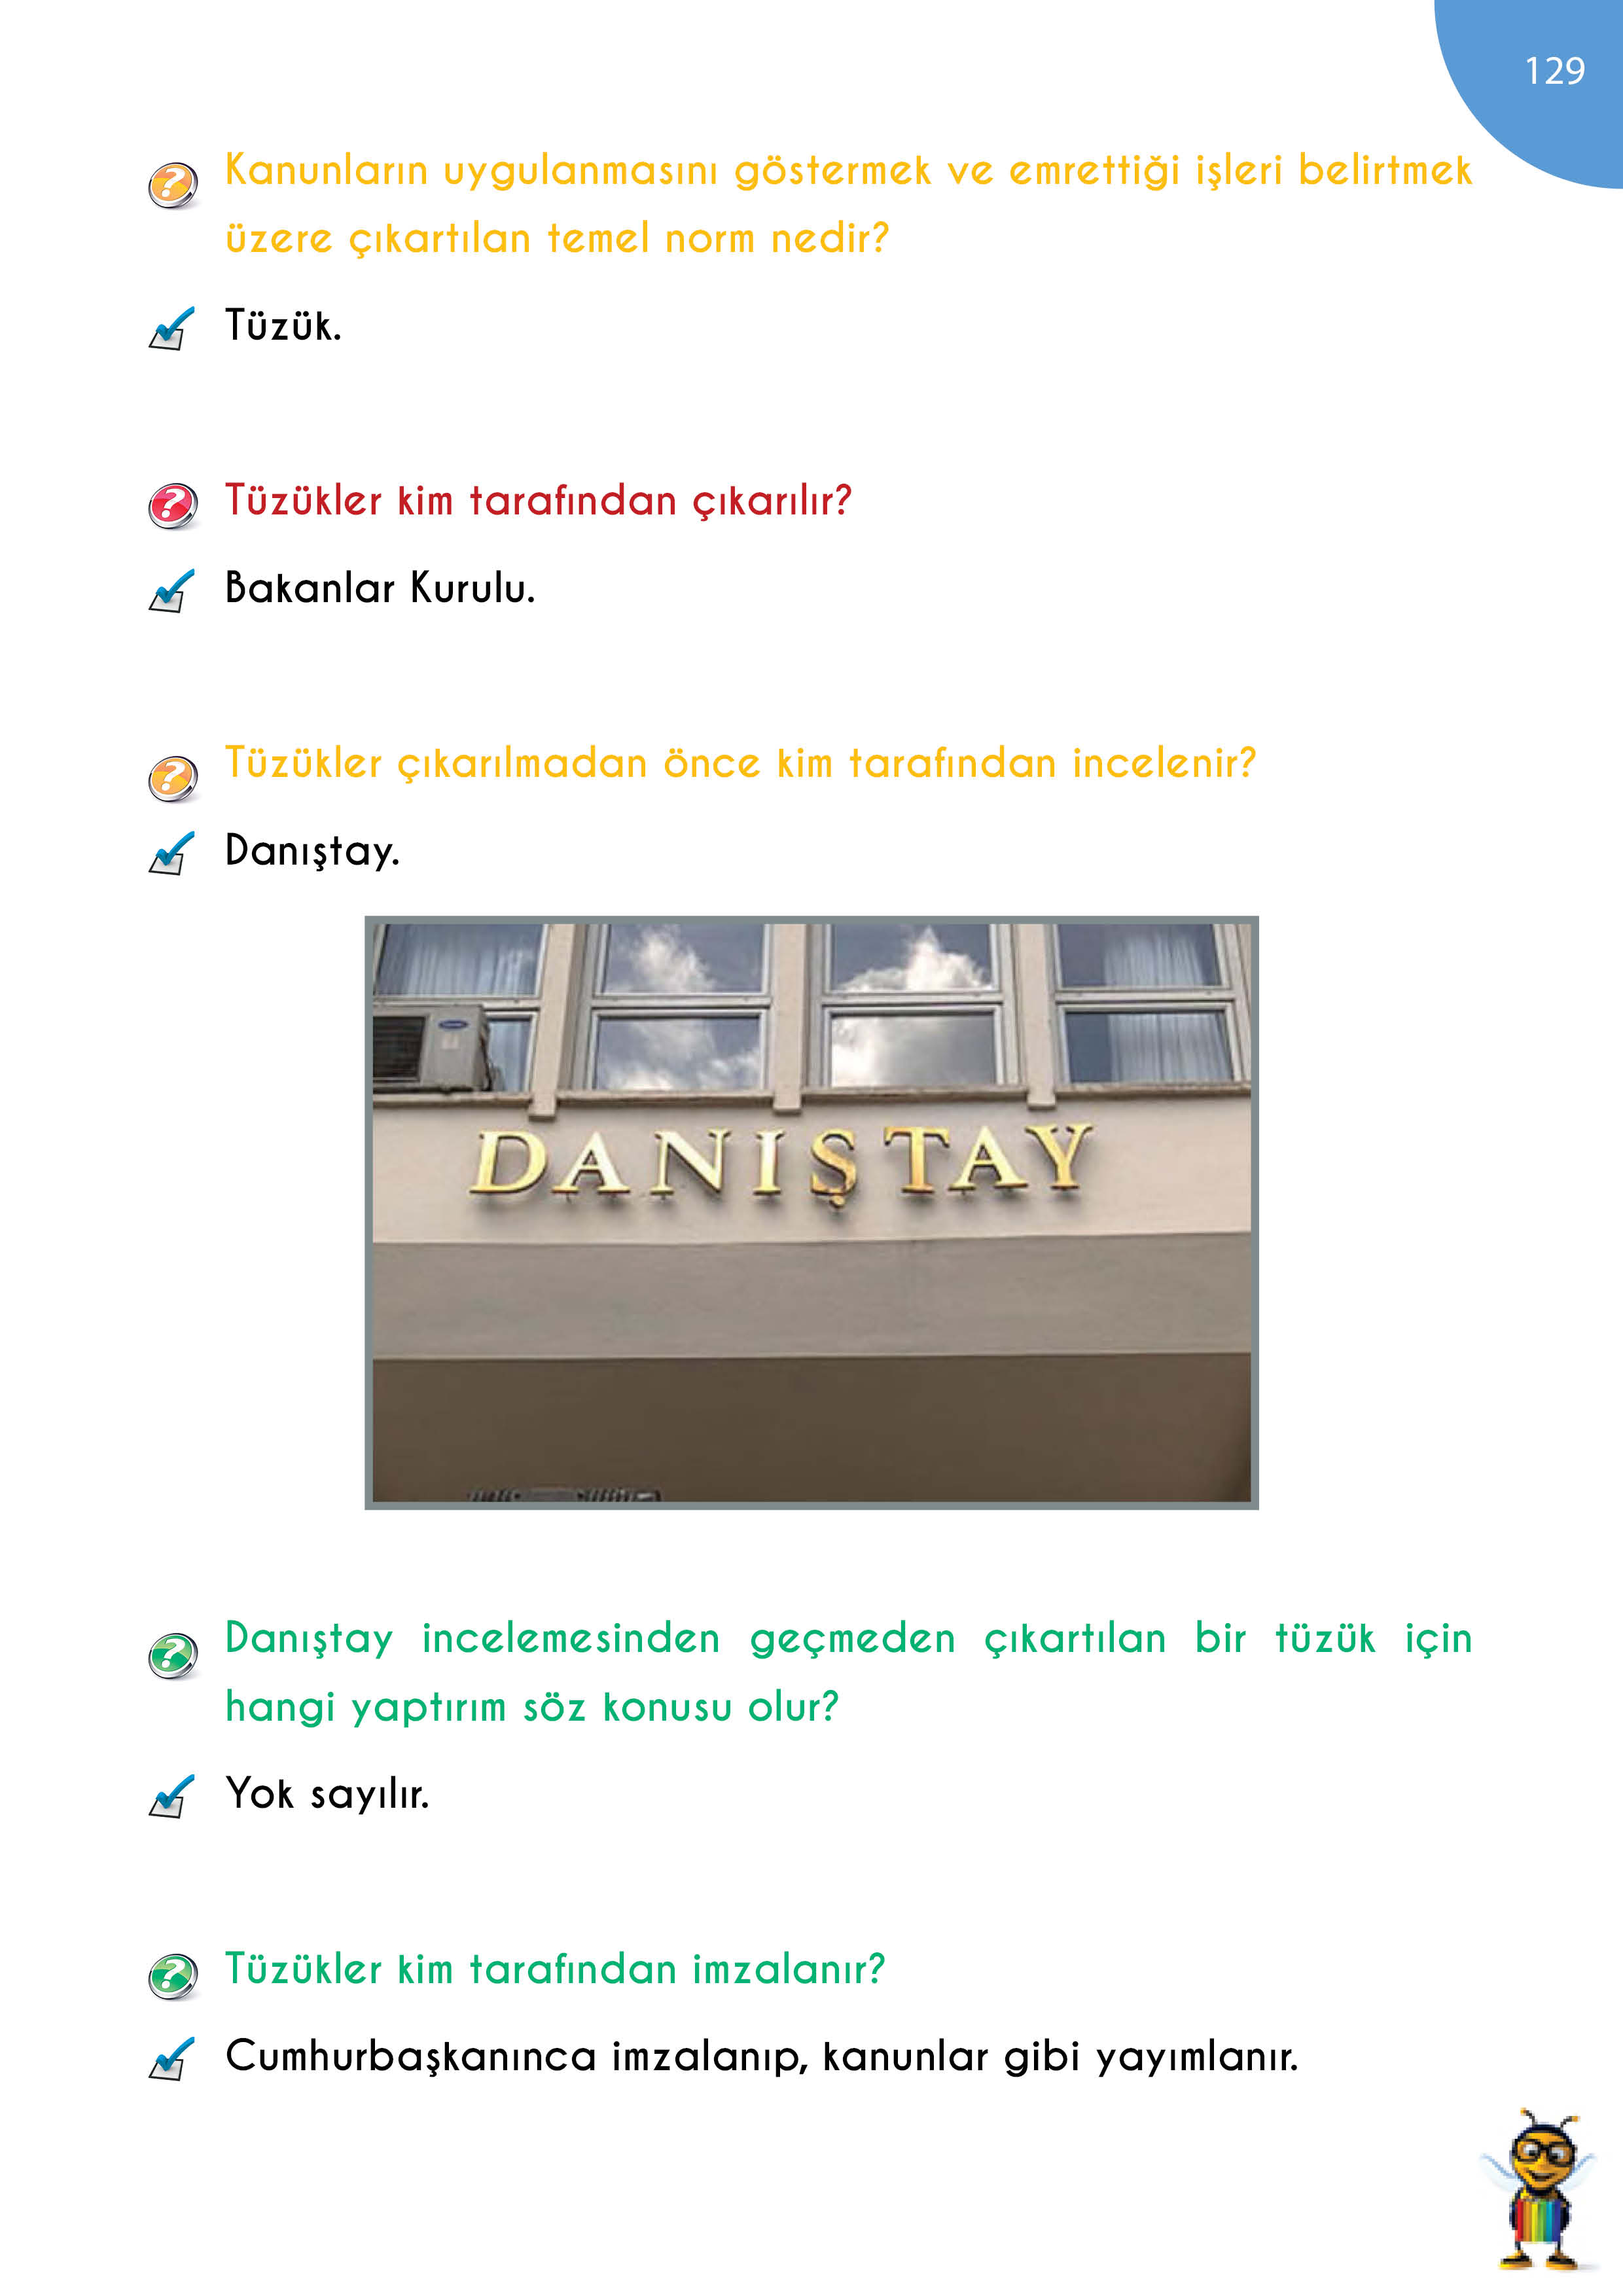 129
Kanunların uygulanmasını göstermek ve emrettiği işleri belirtmek
üzere çıkartılan temel norm nedir?
Tüzük.
Tüzükler kim tarafından çıkarılır?
Bakanlar Kurulu.
Tüzükler çıkarılmadan önce kim tarafından incelenir?
Danıştay.
DANIŞTAY
Danıştay incelemesinden geçmeden çıkartılan bir tüzük için
hangi yaptırım söz konusu olur?
Yok sayılır.
Tüzükler kim tarafından imzalanır?
Cumhurbaşkanınca imzalanıp, kanunlar gibi yayımlanır.